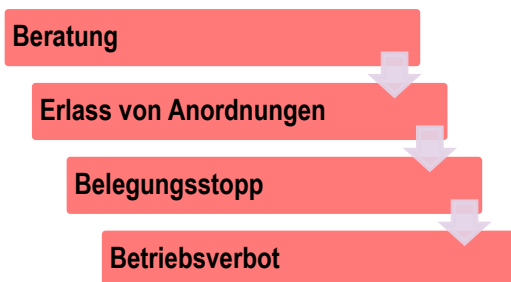 Beratung
Erlass von Anordnungen
Belegungsstopp
Betriebsverbot